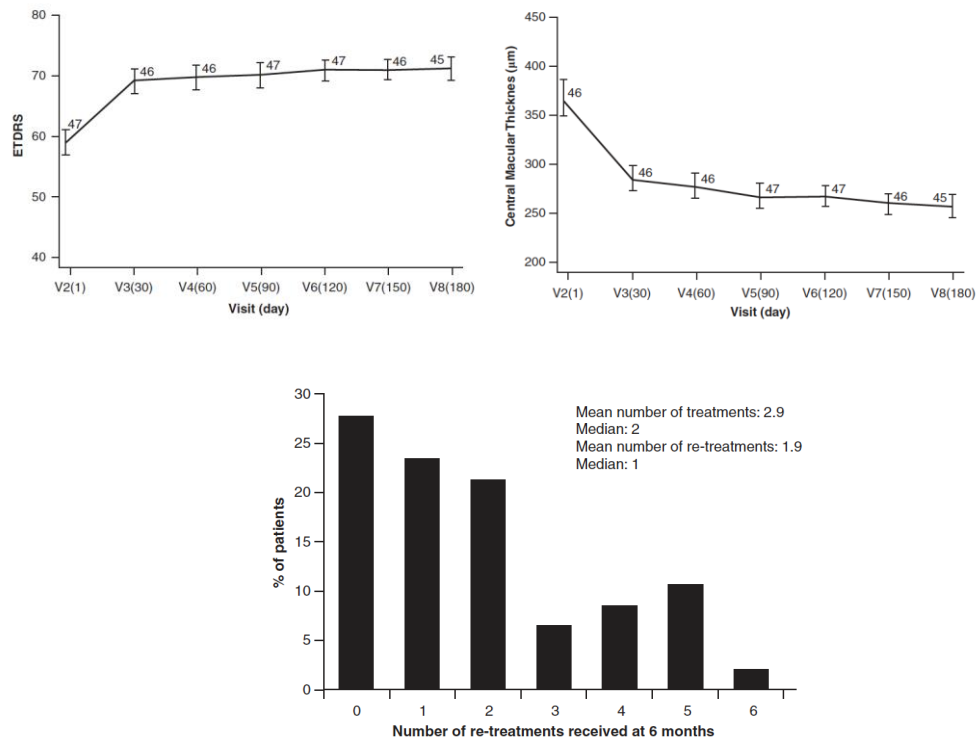 80
70
60
50
40
ETDRS
47
46
46
47
47
46
45
V2(1) V3(30) V4(60) V5(90) V6(120) V7(150) V8(180)
Visit (day)
450
400
350
300
250
200
Central Macular Thicknes (μm)
46
46
46
47
47
46
45
V2(1) V3(30) V4(60) V5(90) V6(120) V7(150) V8(180)
Visit (day)
30
25
20
15
10
5
0
% of patients
Mean number of treatments: 2.9
Median: 2
Mean number of re-treatments: 1.9
Median: 1
0 1 2 3 4 5 6
Number of re-treatments received at 6 months